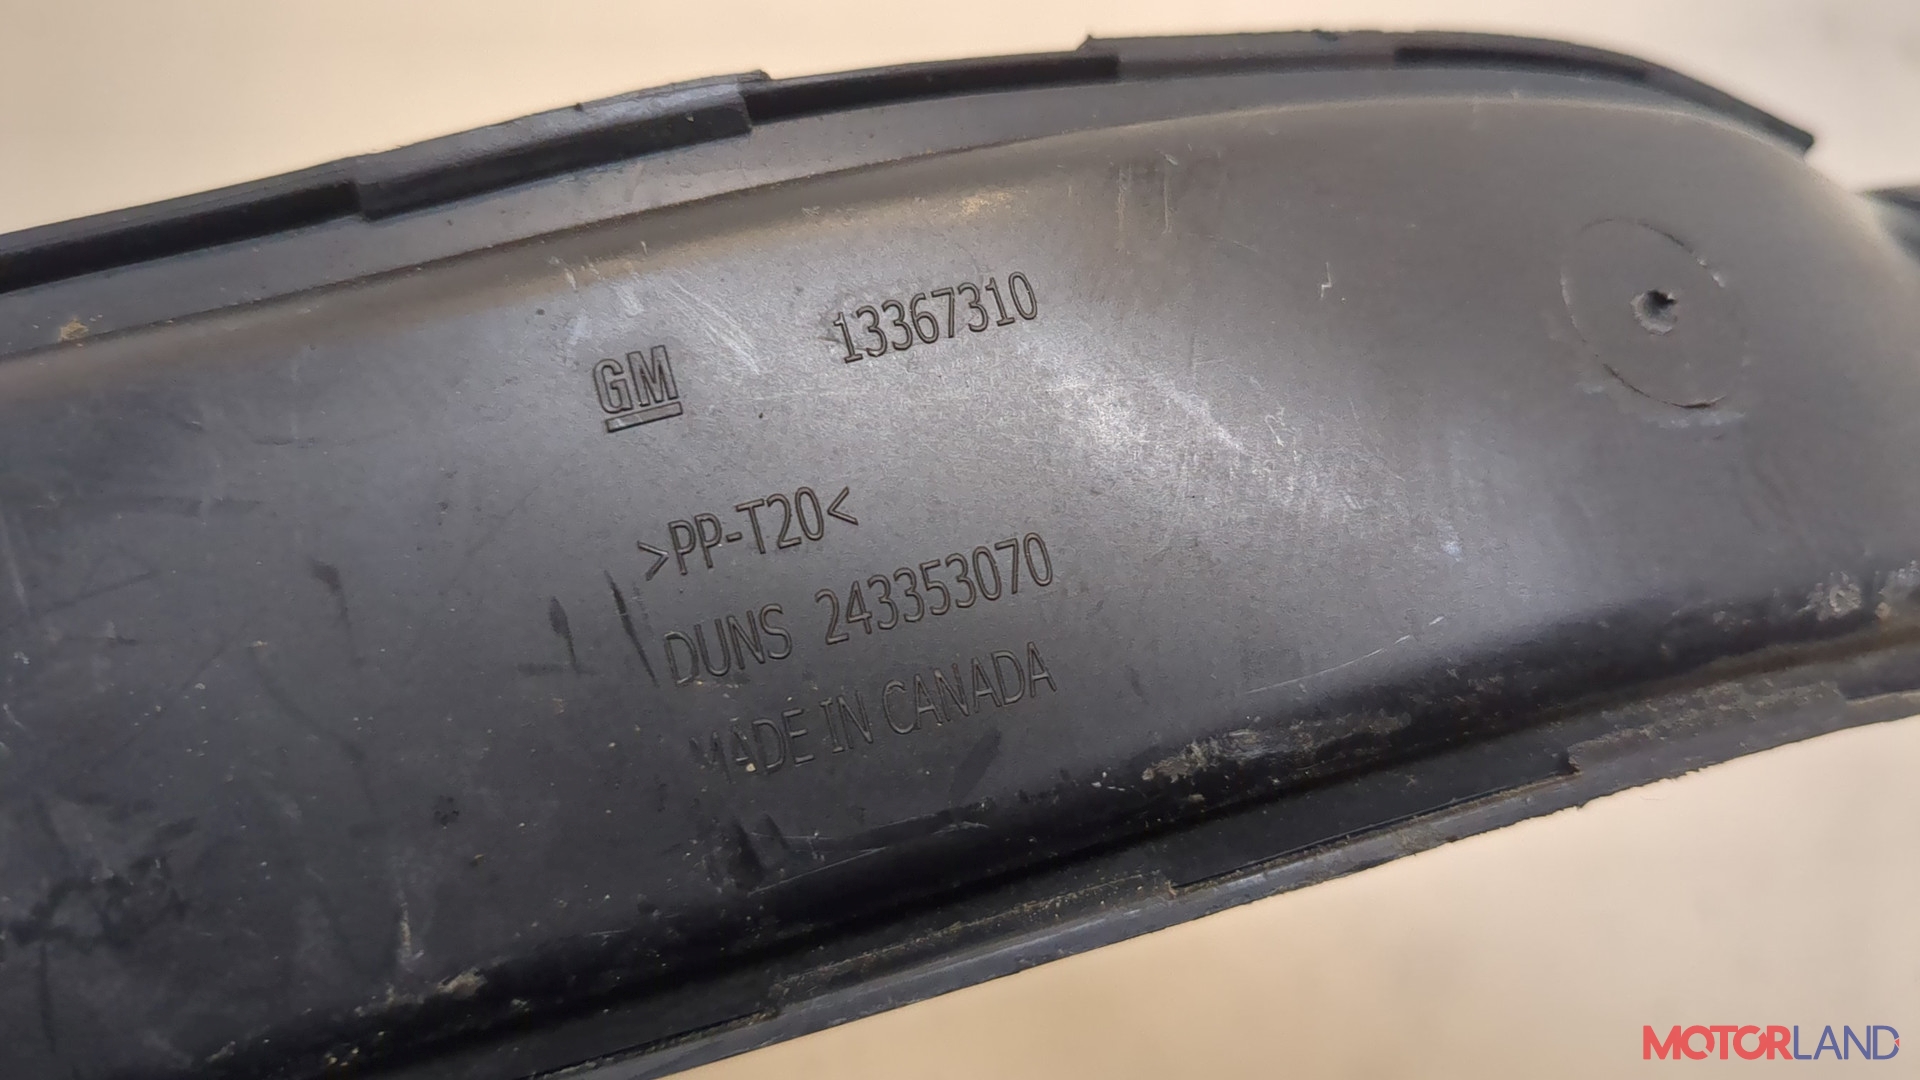 13367310
GM
>PP-T20<
DUNS 243353070
MADE IN CANADA
MOTORLAND